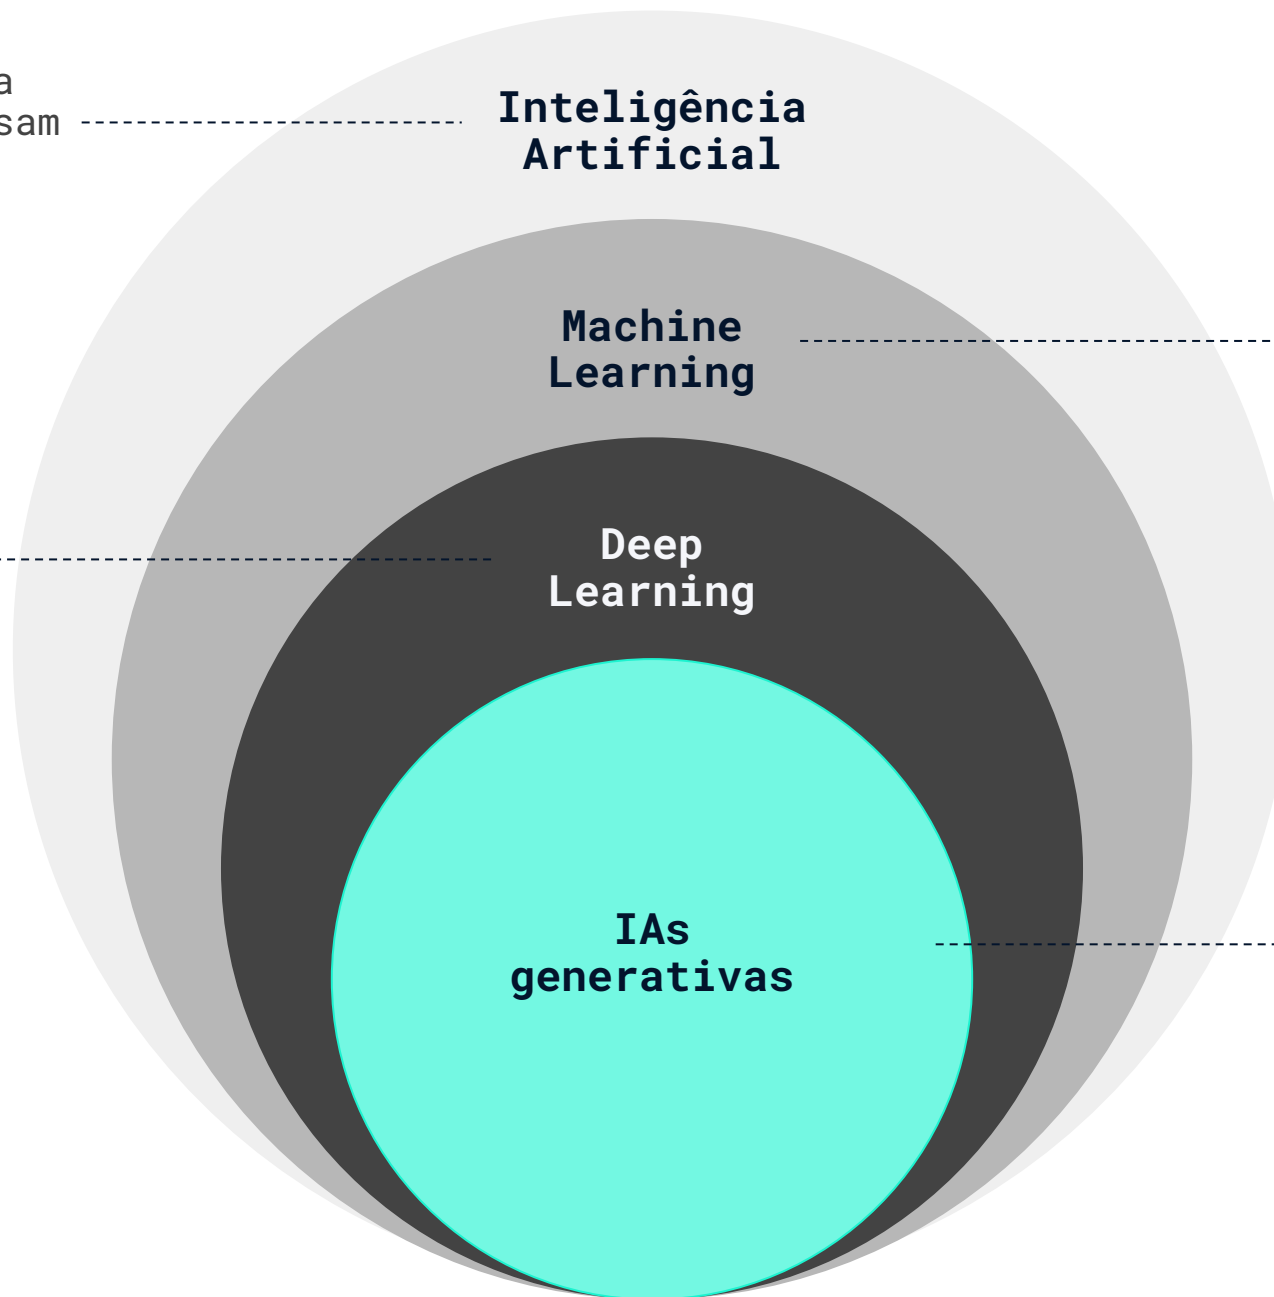 a
sam
Inteligência
Artificial
Machine
Learning
Deep
Learning
IAs
generativas